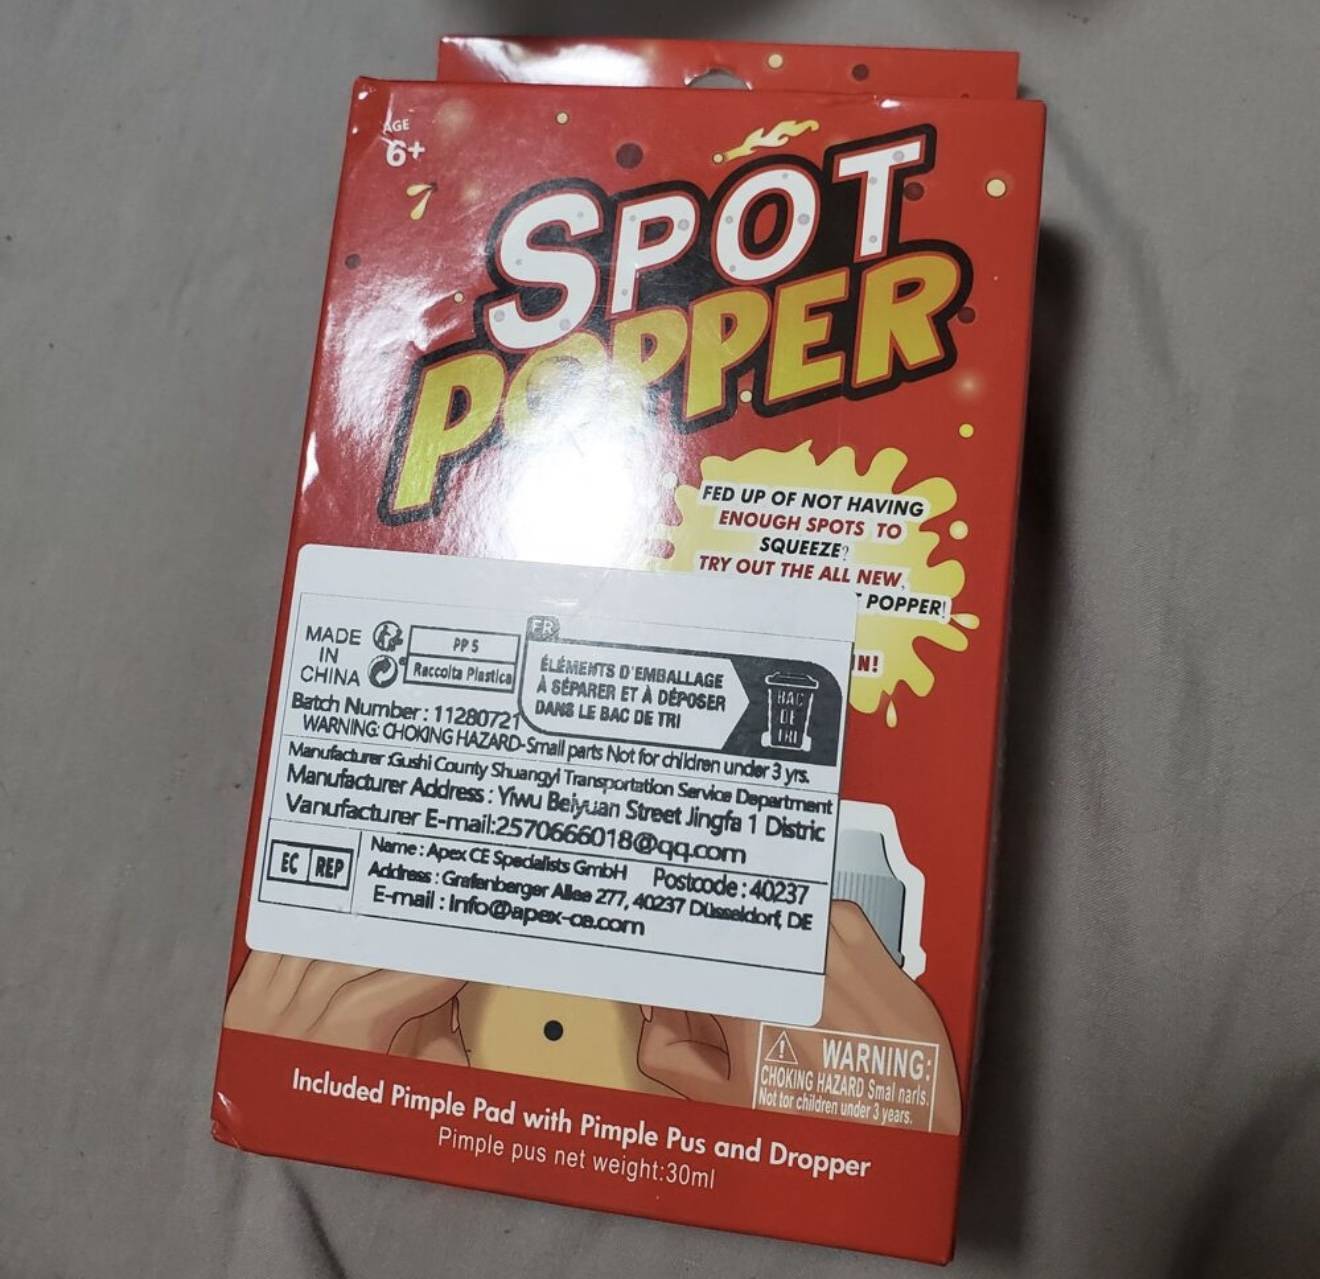 AGE
6+
SPOT
POPPER
FED UP OF NOT HAVING
ENOUGH SPOTS TO
SQUEEZE?
TRY OUT THE ALL NEW,
POPPER!
N!
MADE
IN
CHINA
PP 5
Raccolta Plastica
FR
ÉLÉMENTS D'EMBALLAGE
À SÉPARER ET À DÉPOSER
DANS LE BAC DE TRI
BAC
DE
TRI
Batch Number : 11280721
WARNING: CHOKING HAZARD-Small parts Not for children under 3 yrs.
Manufacturer :Gushi County Shuangyi Transportation Service Department
Manufacturer Address : Yiwu Beiyuan Street Jingfa 1 Distric
Vanufacturer E-mail:2570666018@qq.com
EC REP
Name : Apex CE Specialists GmbH Postcode : 40237
Address : Grafenberger Allee 277, 40237 Düsseldorf, DE
E-mail : Info@apex-ce.com
WARNING:
CHOKING HAZARD Smal narls.
Not tor children under 3 years.
Included Pimple Pad with Pimple Pus and Dropper
Pimple pus net weight:30ml